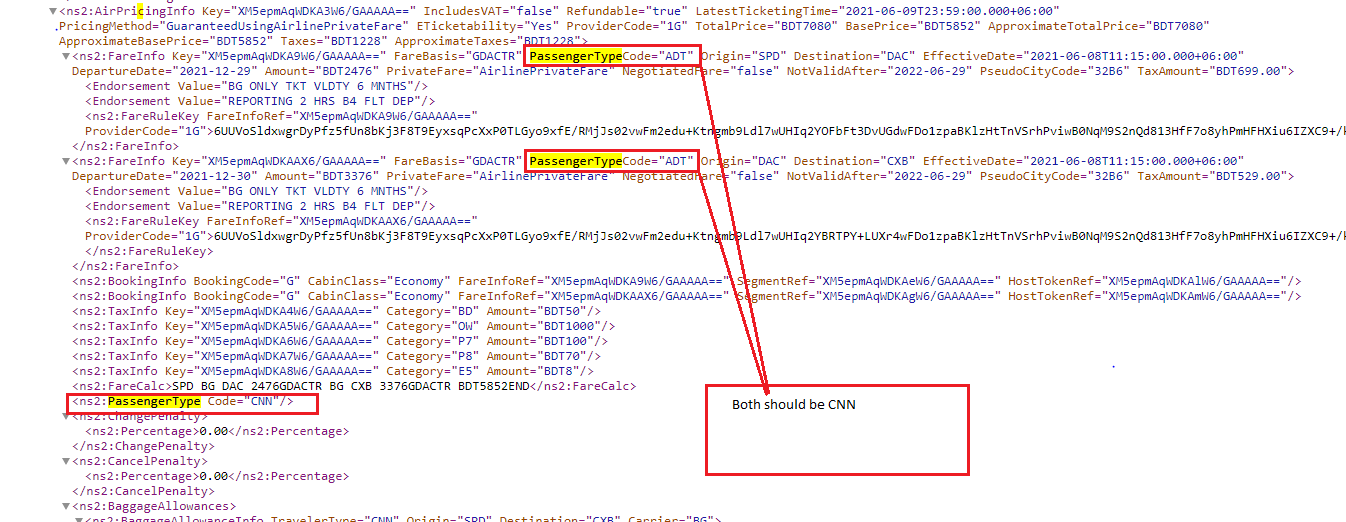 ▼<ns2:AirPricingInfo Key="XM5epmAqWDKA3W6/GAAAAA==" IncludesVAT="false" Refundable="true" LatestTicketingTime="2021-06-09T23:59:00.000+06:00"
PricingMethod="GuaranteedUsingAirlinePrivateFare" ETicketability="Yes" ProviderCode="1G" TotalPrice="BDT7080" BasePrice="BDT5852" ApproximateTotalPrice="BDT7080"
ApproximateBasePrice="BDT5852" Taxes="BDT1228" ApproximateTaxes="BDT1228">
▼<ns2:FareInfo Key="XM5epmAqWDKA9W6/GAAAAA==" FareBasis="GDACTR" PassengerTypeCode="ADT" Origin="SPD" Destination="DAC" EffectiveDate="2021-06-08T11:15:00.000+06:00"
DepartureDate="2021-12-29" Amount="BDT2476" PrivateFare="AirlinePrivateFare" NegotiatedFare="false" NotValidAfter="2022-06-29" PseudoCityCode="32B6" TaxAmount="BDT699.00">
<Endorsement Value="BG ONLY TKT VLDTY 6 MNTHS"/>
<Endorsement Value="REPORTING 2 HRS B4 FLT DEP"/>
<ns2:FareRuleKey FareInfoRef="XM5epmAqWDKA9W6/GAAAAA=="
ProviderCode="1G">
</ns2:FareInfo>
▼<ns2:FareInfo Key="XM5epmAqWDKAAX6/GAAAAA==" FareBasis="GDACTR" PassengerTypeCode="ADT" Origin="DAC" Destination="CXB" EffectiveDate="2021-06-08T11:15:00.000+06:00"
DepartureDate="2021-12-30" Amount="BDT3376" PrivateFare="AirlinePrivateFare" NegotiatedFare="false" NotValidAfter="2022-06-29" PseudoCityCode="32B6" TaxAmount="BDT529.00">
<Endorsement Value="BG ONLY TKT VLDTY 6 MNTHS"/>
<Endorsement Value="REPORTING 2 HRS B4 FLT DEP"/>
<ns2:FareRuleKey FareInfoRef="XM5epmAqWDKAAX6/GAAAAA=="
ProviderCode="1G">
</ns2:FareRuleKey>
</ns2:FareInfo>
<ns2:BookingInfo BookingCode="G" CabinClass="Economy" FareInfoRef="XM5epmAqWDKA9W6/GAAAAA==" SegmentRef="XM5epmAqWDKAeW6/GAAAAA==" HostTokenRef="XM5epmAqWDKAlW6/GAAAAA=="/>
<ns2:BookingInfo BookingCode="G" CabinClass="Economy" FareInfoRef="XM5epmAqWDKAAX6/GAAAAA==" SegmentRef="XM5epmAqWDKAgW6/GAAAAA==" HostTokenRef="XM5epmAqWDKAmW6/GAAAAA=="/>
<ns2:TaxInfo Key="XM5epmAqWDKA4W6/GAAAAA==" Category="BD" Amount="BDT50"/>
<ns2:TaxInfo Key="XM5epmAqWDKA5W6/GAAAAA==" Category="OW" Amount="BDT1000"/>
<ns2:TaxInfo Key="XM5epmAqWDKA6W6/GAAAAA==" Category="P7" Amount="BDT100"/>
<ns2:TaxInfo Key="XM5epmAqWDKA7W6/GAAAAA==" Category="P8" Amount="BDT70"/>
<ns2:TaxInfo Key="XM5epmAqWDKA8W6/GAAAAA==" Category="E5" Amount="BDT8"/>
<ns2:FareCalc>SPD BG DAC 2476GDACTR BG CXB 3376GDACTR BDT5852END</ns2:FareCalc>
<ns2:PassengerType Code="CNN"/>
Both should be CNN
▼<ns2:ChangePenalty>
<ns2:Percentage>0.00</ns2:Percentage>
</ns2:ChangePenalty>
▼<ns2:CancelPenalty>
<ns2:Percentage>0.00</ns2:Percentage>
</ns2:CancelPenalty>
▼<ns2:BaggageAllowances>
▼<ns2:BaggageAllowanceInfo TravelerType="CNN" Origin="SPD" Destination="CXB" Carrier="BG">